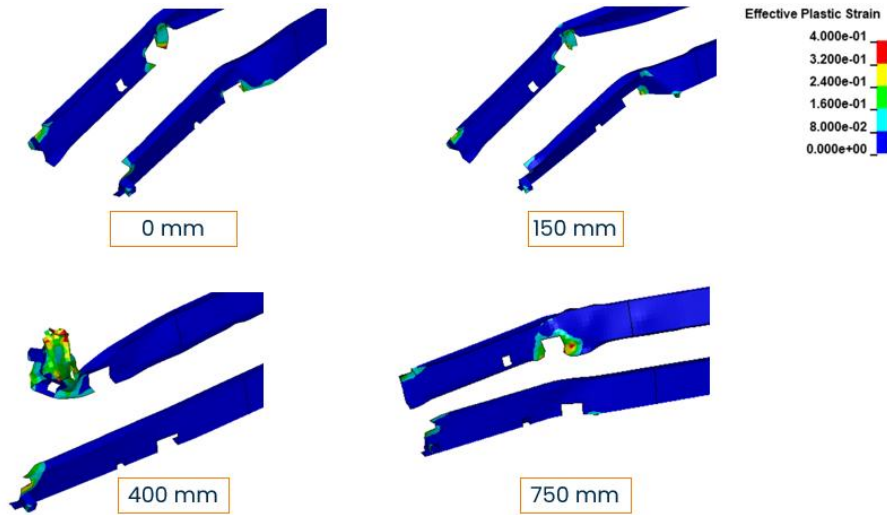 Effective Plastic Strain
4.000e-01
3.200e-01
2.400e-01
1.600e-01
8.000e-02
0.000e+00
0 mm
150 mm
400 mm
750 mm